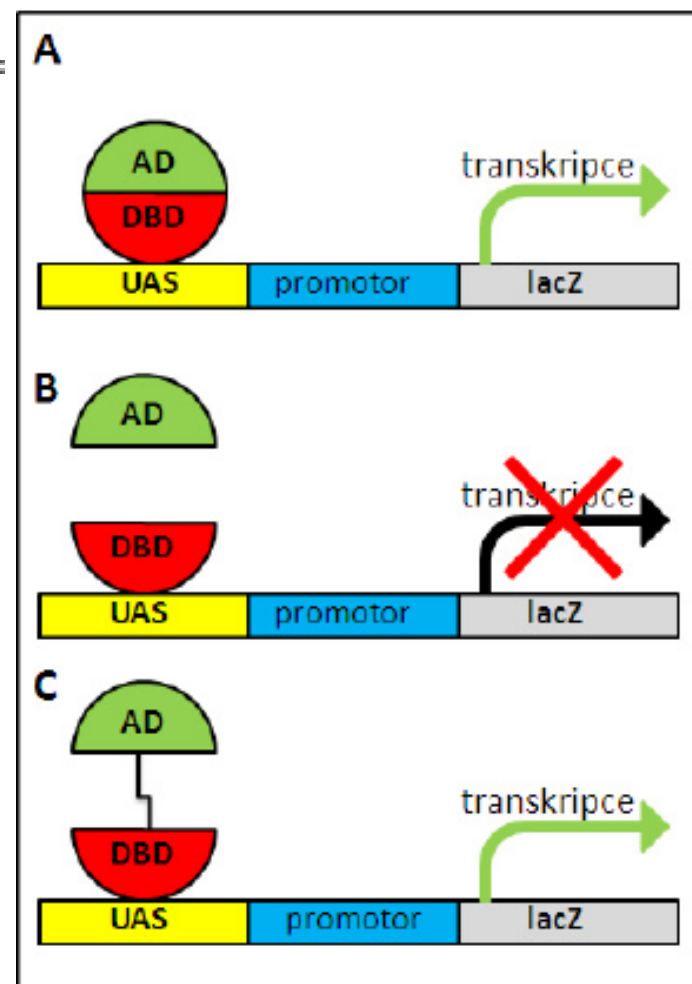 A
AD
transkripce
DBD
UAS promotor lacZ
B
AD
transkripce
DBD
UAS promotor lacZ
C
AD
transkripce
DBD
UAS promotor lacZ